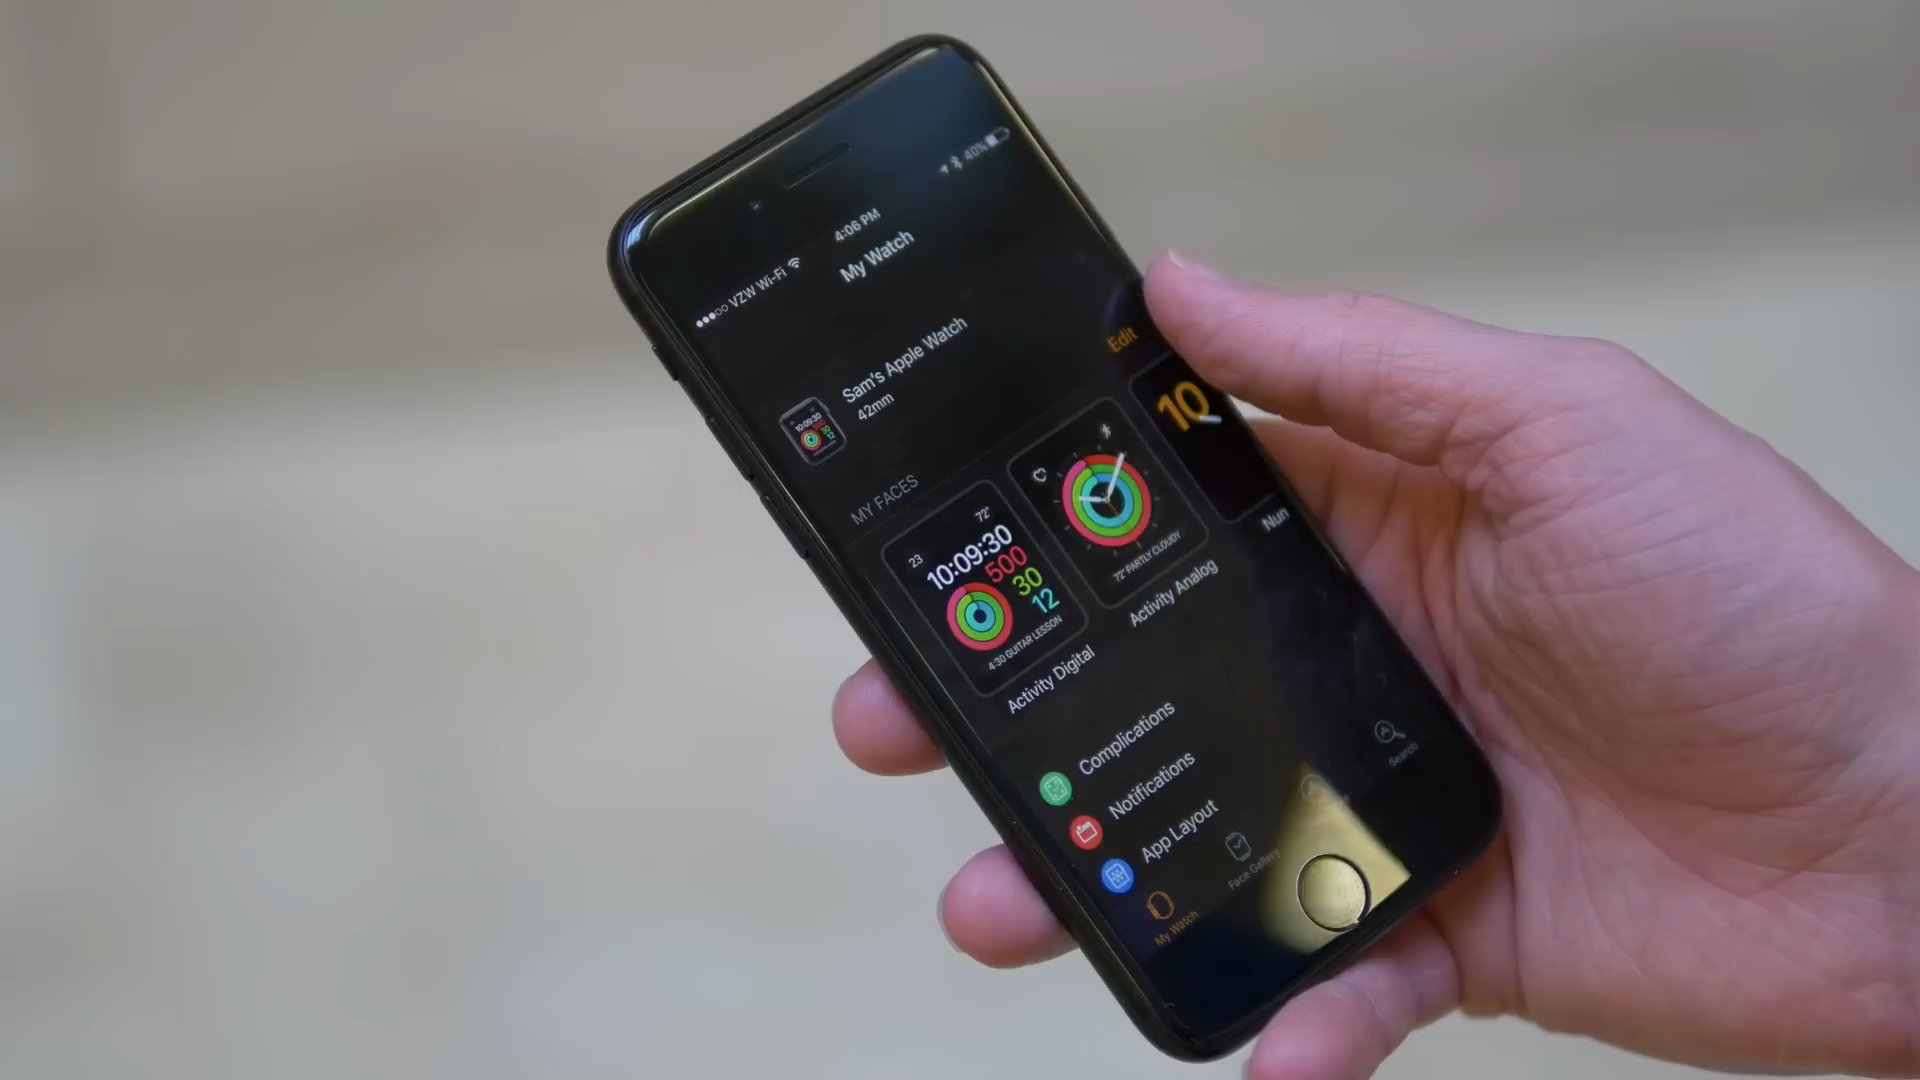 ●●●○○ VZW Wi-Fi
4:06 PM
40%
My Watch
Sam's Apple Watch
42mm
MY FACES
Edit
23
72°
10:09:30
500
30
12
4:30 GUITAR LESSON
Activity Digital
72° PARTLY CLOUDY
Activity Analog
10
Num
Complications
Notifications
App Layout
My Watch
Face Gallery
Search